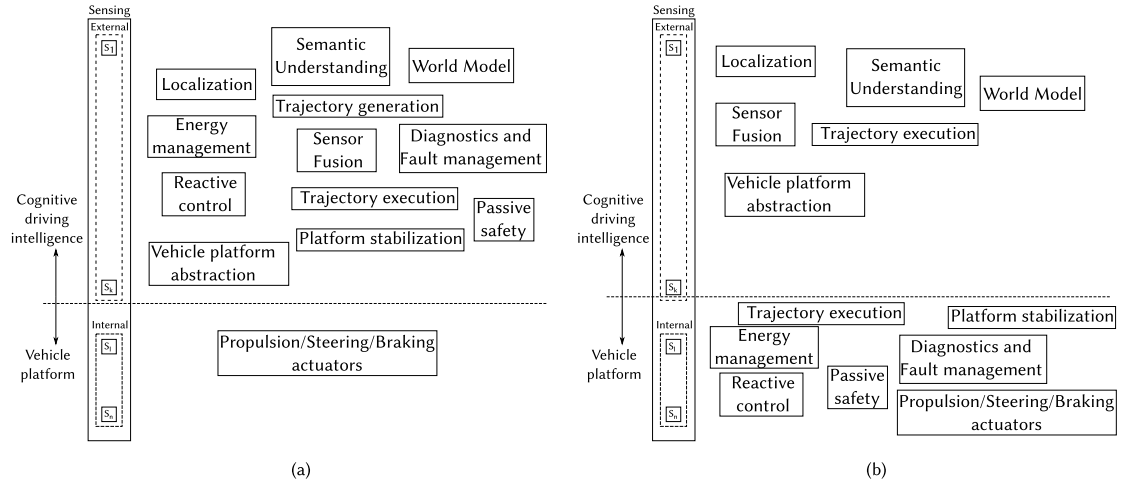 Sensing
External
S1
Semantic
Understanding
World Model
Localization
Trajectory generation
Energy
management
Sensor
Fusion
Diagnostics and
Fault management
Reactive
control
Trajectory execution
Passive
safety
Cognitive
driving
intelligence
Platform stabilization
Vehicle platform
abstraction
Sk
Internal
Propulsion/Steering/Braking
actuators
Sl
Vehicle
platform
Sn
(a)
Sensing
External
S1
Localization
Semantic
Understanding
World Model
Sensor
Fusion
Trajectory execution
Vehicle platform
abstraction
Cognitive
driving
intelligence
Sk
Trajectory execution
Platform stabilization
Internal
Energy
management
Diagnostics and
Fault management
Sl
Vehicle
platform
Reactive
control
Passive
safety
Propulsion/Steering/Braking
actuators
Sn
(b)